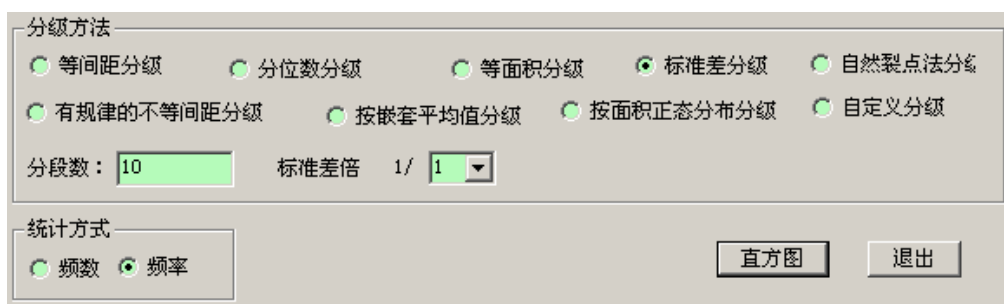 分级方法
等间距分级 分位数分级 等面积分级 标准差分级 自然裂点法分
有规律的不等间距分级 按嵌套平均值分级 按面积正态分布分级 自定义分级
分段数： 10 标准差倍 1/ 1
统计方式
频数 频率 直方图 退出